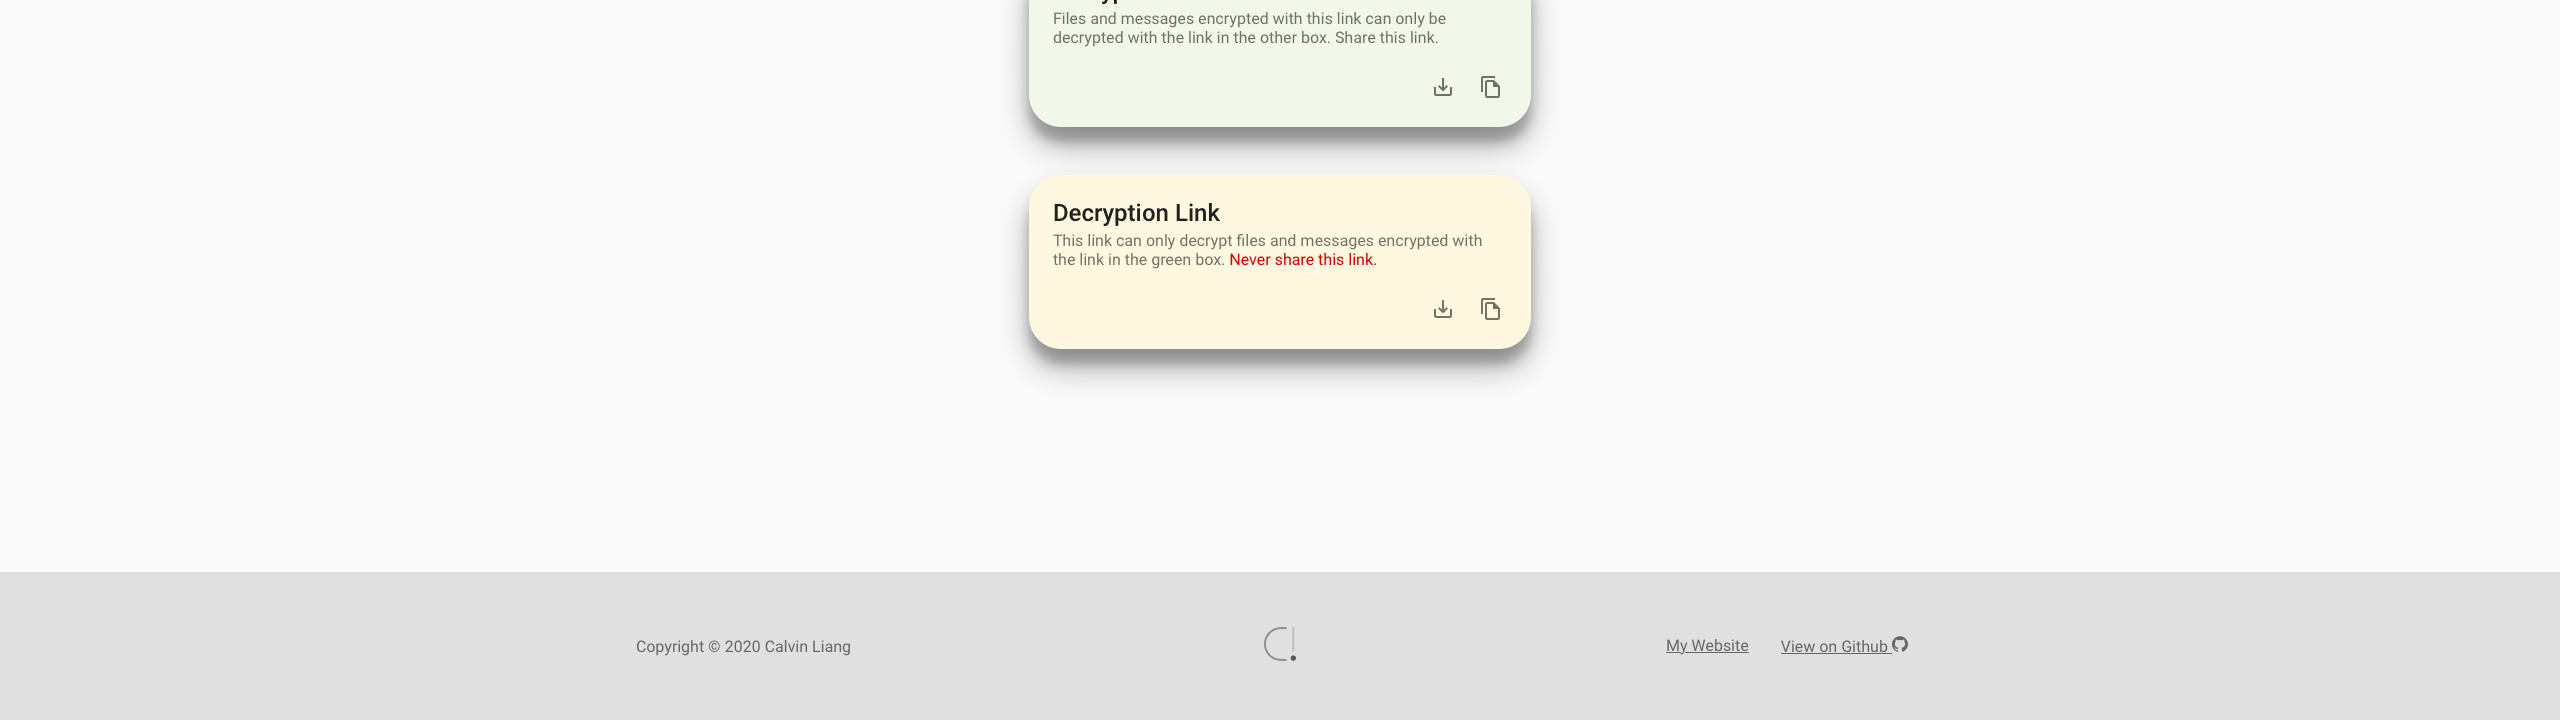 Files and messages encrypted with this link can only be
decrypted with the link in the other box. Share this link.
Decryption Link
This link can only decrypt files and messages encrypted with
the link in the green box. Never share this link.
Copyright © 2020 Calvin Liang
My Website
View on Github